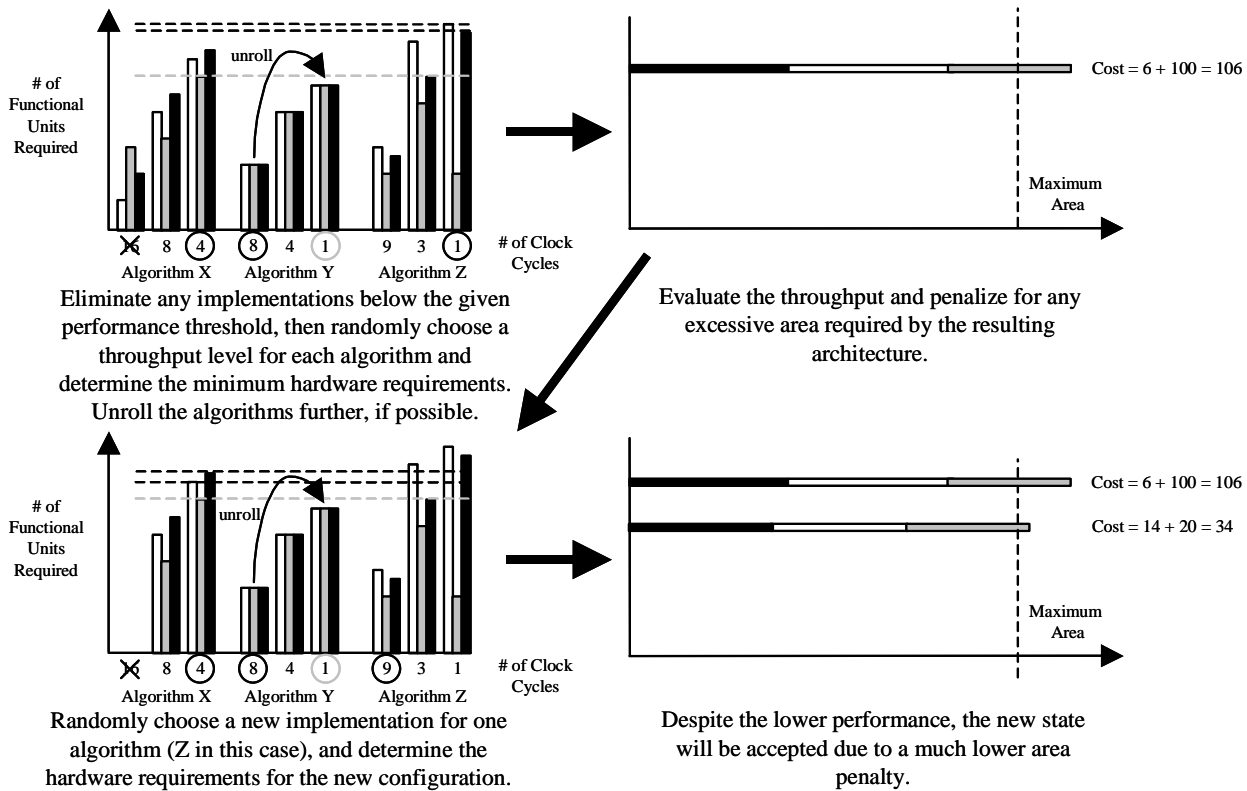 # of
Functional
Units
Required
unroll
16 8 4 8 4 1 9 3 1
Algorithm X Algorithm Y Algorithm Z
# of Clock
Cycles
Eliminate any implementations below the given
performance threshold, then randomly choose a
throughput level for each algorithm and
determine the minimum hardware requirements.
Unroll the algorithms further, if possible.
Cost = 6 + 100 = 106
Maximum
Area
Evaluate the throughput and penalize for any
excessive area required by the resulting
architecture.
# of
Functional
Units
Required
unroll
16 8 4 8 4 1 9 3 1
Algorithm X Algorithm Y Algorithm Z
# of Clock
Cycles
Randomly choose a new implementation for one
algorithm (Z in this case), and determine the
hardware requirements for the new configuration.
Cost = 6 + 100 = 106
Cost = 14 + 20 = 34
Maximum
Area
Despite the lower performance, the new state
will be accepted due to a much lower area
penalty.